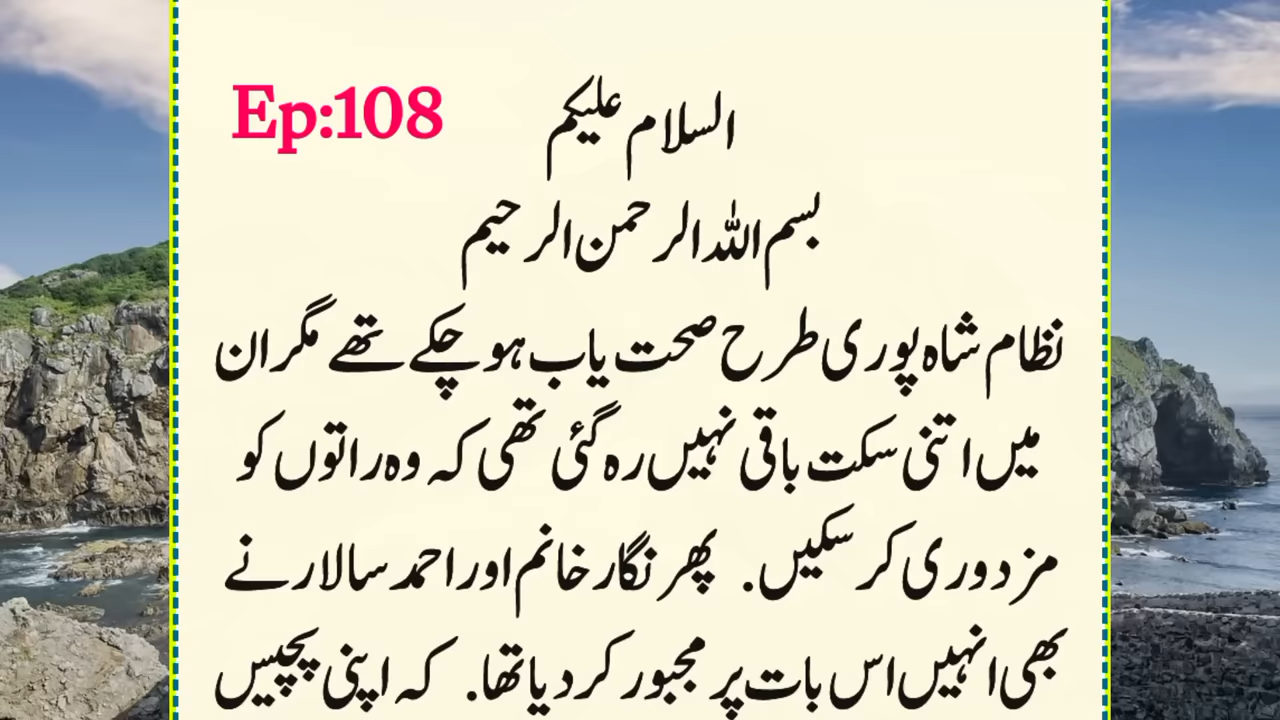 Ep:108
السلام علیکم
بسم اللہ الرحمن الرحیم
نظام شاہ پوری طرح صحت یاب ہو چکے تھے مگر ان
میں اتنی سکت باقی نہیں رہ گئی تھی کہ وہ راتوں کو
مزدوری کر سکیں. پھر نگار خانم اور احمد سالار نے
بھی انہیں اس بات پر مجبور کر دیا تھا. کہ اپنی پچیس